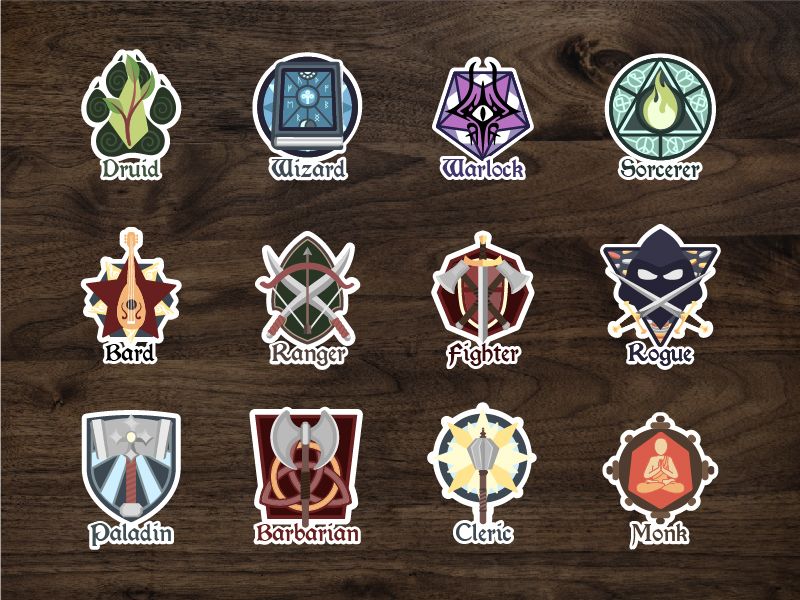 Druid
Wizard
Warlock
Sorcerer
Bard
Ranger
Fighter
Rogue
Paladin
Barbarian
Cleric
Monk